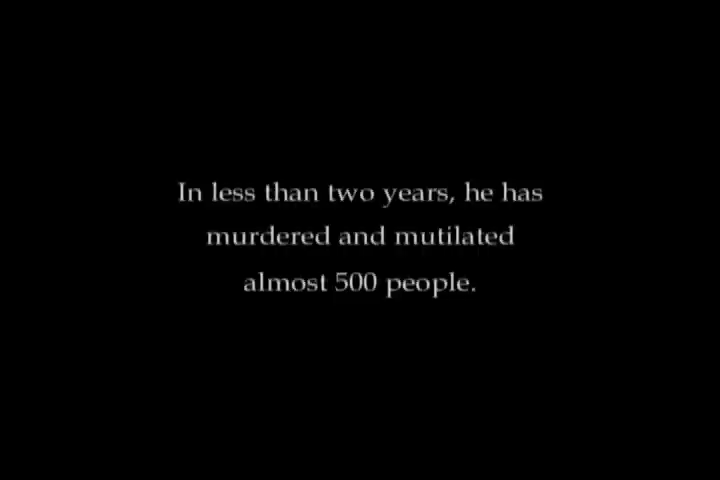 In less than two years, he has
murdered and mutilated
almost 500 people.